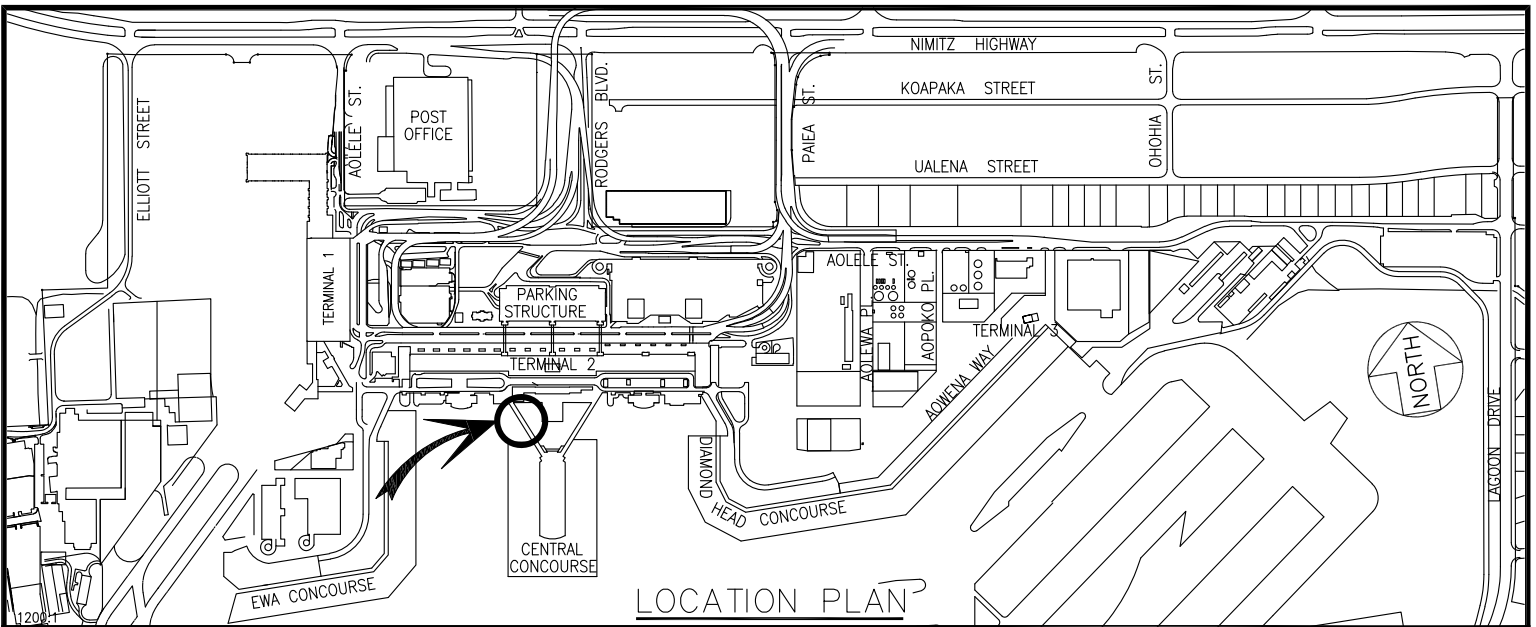 NIMITZ HIGHWAY
KOAPAKA STREET
UALENA STREET
ELLIOTT STREET
AOLELE ST.
POST
OFFICE
RODGERS BLVD.
PAIEA ST.
OHOHIA ST.
TERMINAL 1
PARKING
STRUCTURE
AOLELE ST.
AOLEWA PL.
AOPOKO PL.
TERMINAL 3
TERMINAL 2
AOWENA WAY
NORTH
LAGOON DRIVE
DIAMOND
HEAD CONCOURSE
CENTRAL
CONCOURSE
EWA CONCOURSE
LOCATION PLAN
1200:1